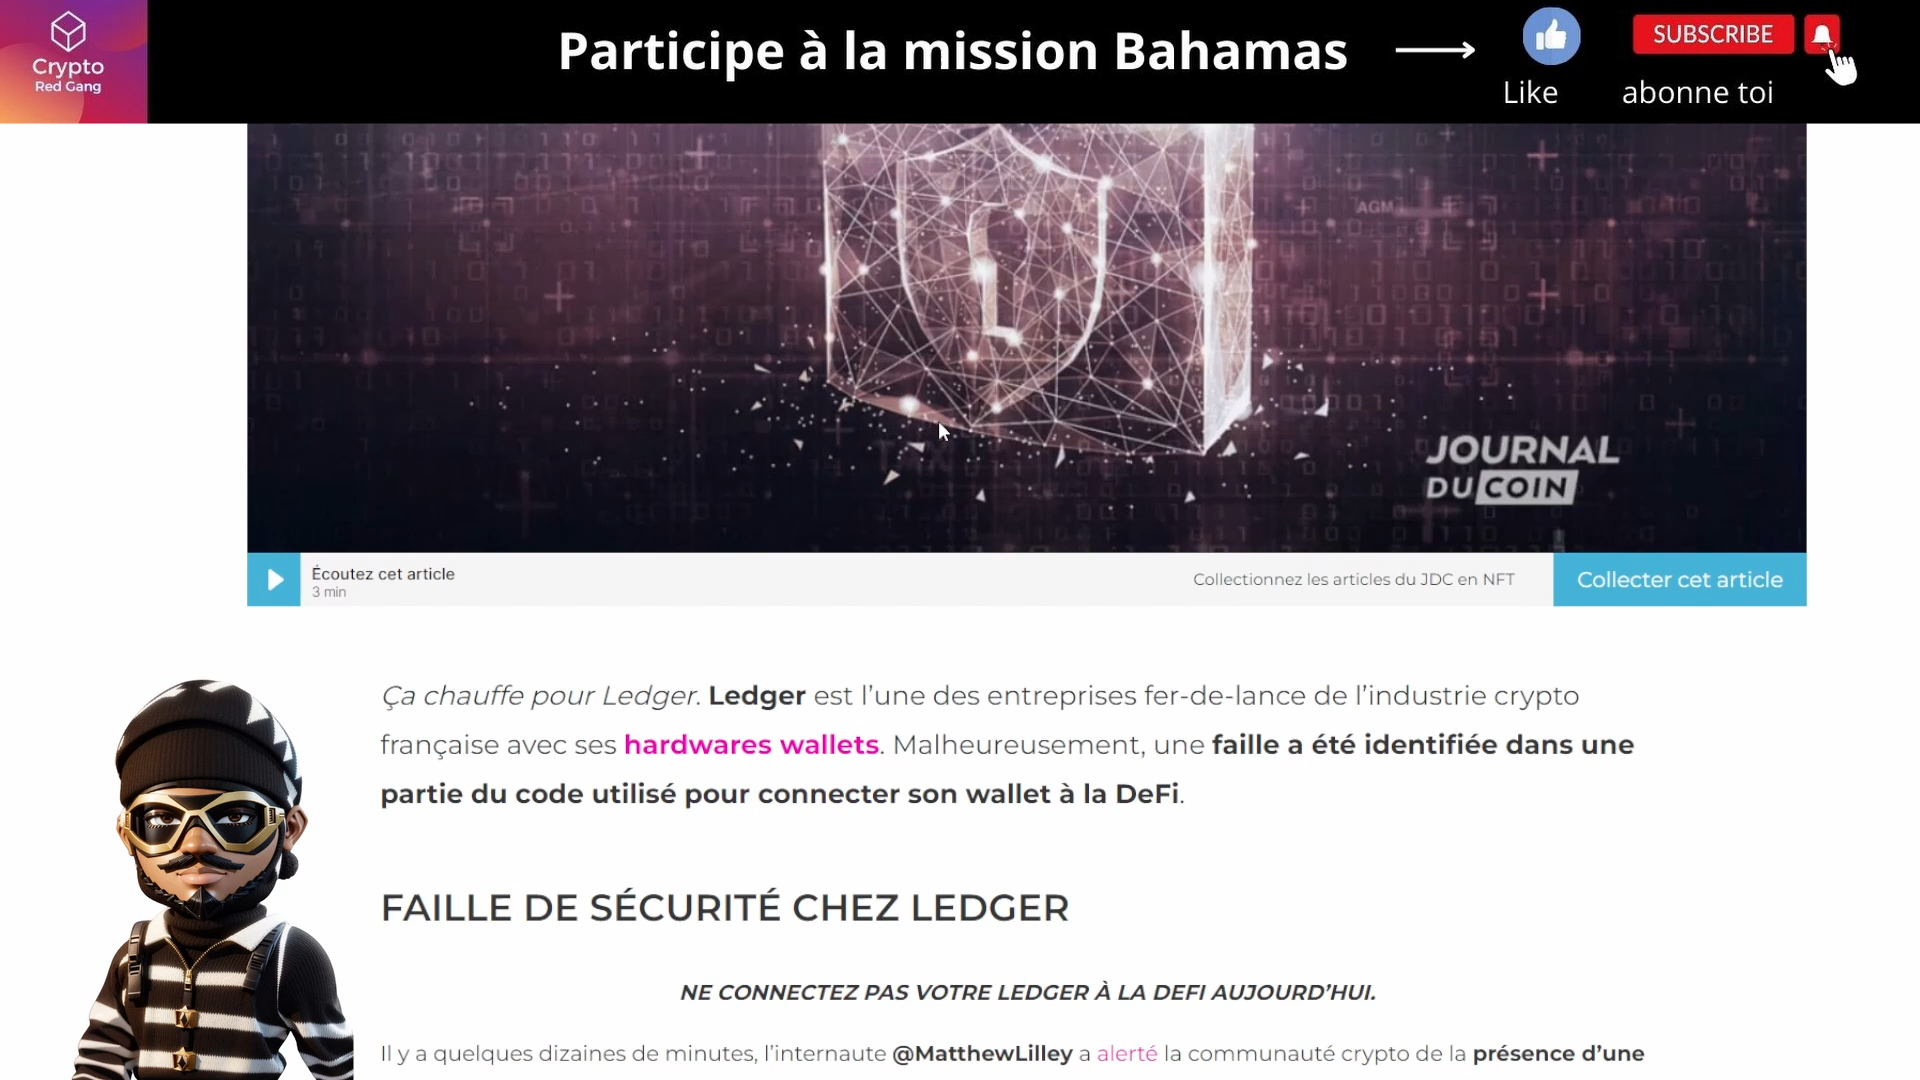 Crypto
Red Gang
Participe à la mission Bahamas
SUBSCRIBE
Like
abonne toi
AGM
JOURNAL
DU COIN
Écoutez cet article
3 min
Collectionnez les articles du JDC en NFT
Collecter cet article
Ça chauffe pour Ledger. Ledger est l’une des entreprises fer-de-lance de l’industrie crypto
française avec ses hardwares wallets. Malheureusement, une faille a été identifiée dans une
partie du code utilisé pour connecter son wallet à la DeFi.
FAILLE DE SÉCURITÉ CHEZ LEDGER
NE CONNECTEZ PAS VOTRE LEDGER À LA DEFI AUJOURD’HUI.
Il y a quelques dizaines de minutes, l’internaute @MatthewLilley a alerté la communauté crypto de la présence d’une